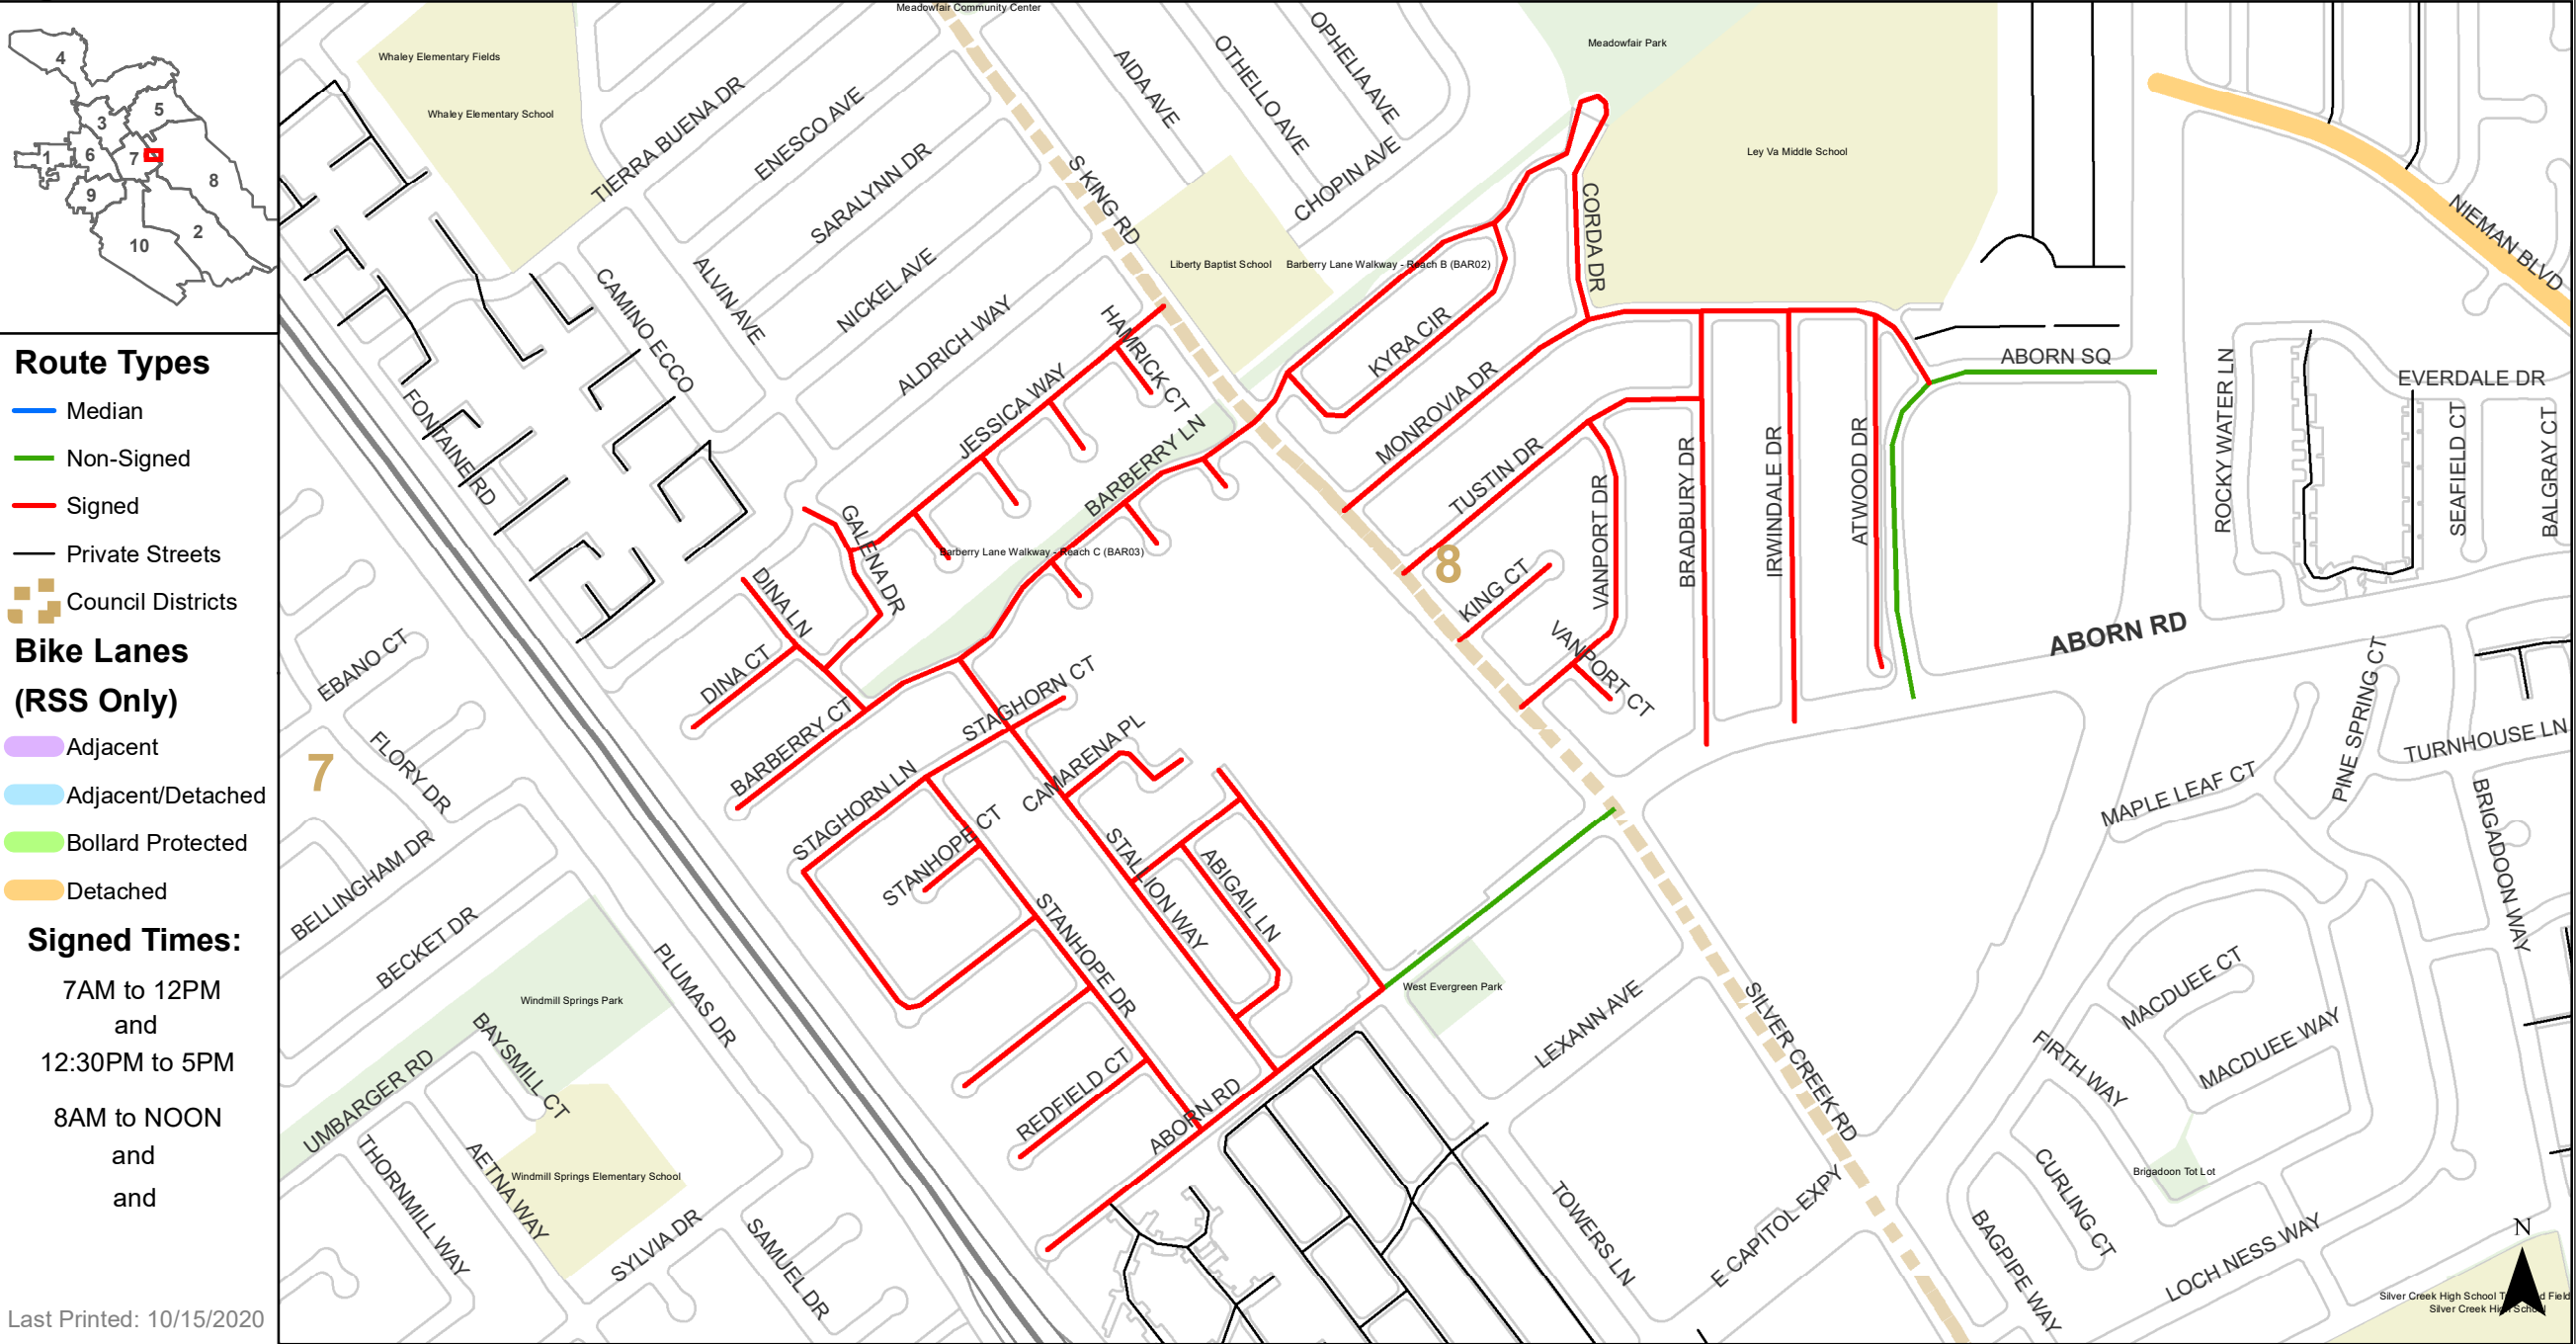 4
5
3
1
6
7
8
9
2
10
Route Types
Median
Non-Signed
Signed
Private Streets
Council Districts
Bike Lanes
(RSS Only)
Adjacent
Adjacent/Detached
Bollard Protected
Detached
Signed Times:
7AM to 12PM
and
12:30PM to 5PM
8AM to NOON
and
and
Last Printed: 10/15/2020
Meadowfair Community Center
Whaley Elementary Fields
Whaley Elementary School
TIERRA BUENA DR
ENESCO AVE
SARALYNN DR
NICKEL AVE
ALDRICH WAY
ALVIN AVE
CAMINO ECCO
FONTAINE RD
S KING RD
AIDA AVE
OTHELLO AVE
OPHELIA AVE
CHOPIN AVE
Meadowfair Park
Ley Va Middle School
Liberty Baptist School
Barberry Lane Walkway - Reach B (BAR02)
CORDA DR
KYRA CIR
MONROVIA DR
TUSTIN DR
HAMRICK CT
JESSICA WAY
BARBERRY LN
Barberry Lane Walkway - Reach C (BAR03)
GALENA DR
DINA LN
DINA CT
BARBERRY CT
KING CT
VANPORT DR
VANPORT CT
BRADBURY DR
IRWINDALE DR
ATWOOD DR
ABORN SQ
NIEMAN BLVD
ROCKY WATER LN
EVERDALE DR
SEAFIELD CT
BALGRAY CT
ABORN RD
8
7
EBANO CT
FLORY DR
BELLINGHAM DR
BECKET DR
PLUMAS DR
Windmill Springs Park
BAYSMILL CT
UMBARGER RD
THORNMILL WAY
AETNA WAY
Windmill Springs Elementary School
SYLVIA DR
SAMUEL DR
STAGHORN CT
STAGHORN LN
CAMARENA PL
STANHOPE CT
STANHOPE DR
STALLION WAY
ABIGAIL LN
REDFIELD CT
ABORN RD
West Evergreen Park
LEXANN AVE
SILVER CREEK RD
TOWERS LN
E CAPITOL EXPY
PINE SPRING CT
TURNHOUSE LN
MAPLE LEAF CT
BRIGADOON WAY
MACDUEE CT
MACDUEE WAY
FIRTH WAY
CURLING CT
Brigadoon Tot Lot
BAGPIPE WAY
LOCH NESS WAY
N
Silver Creek High School